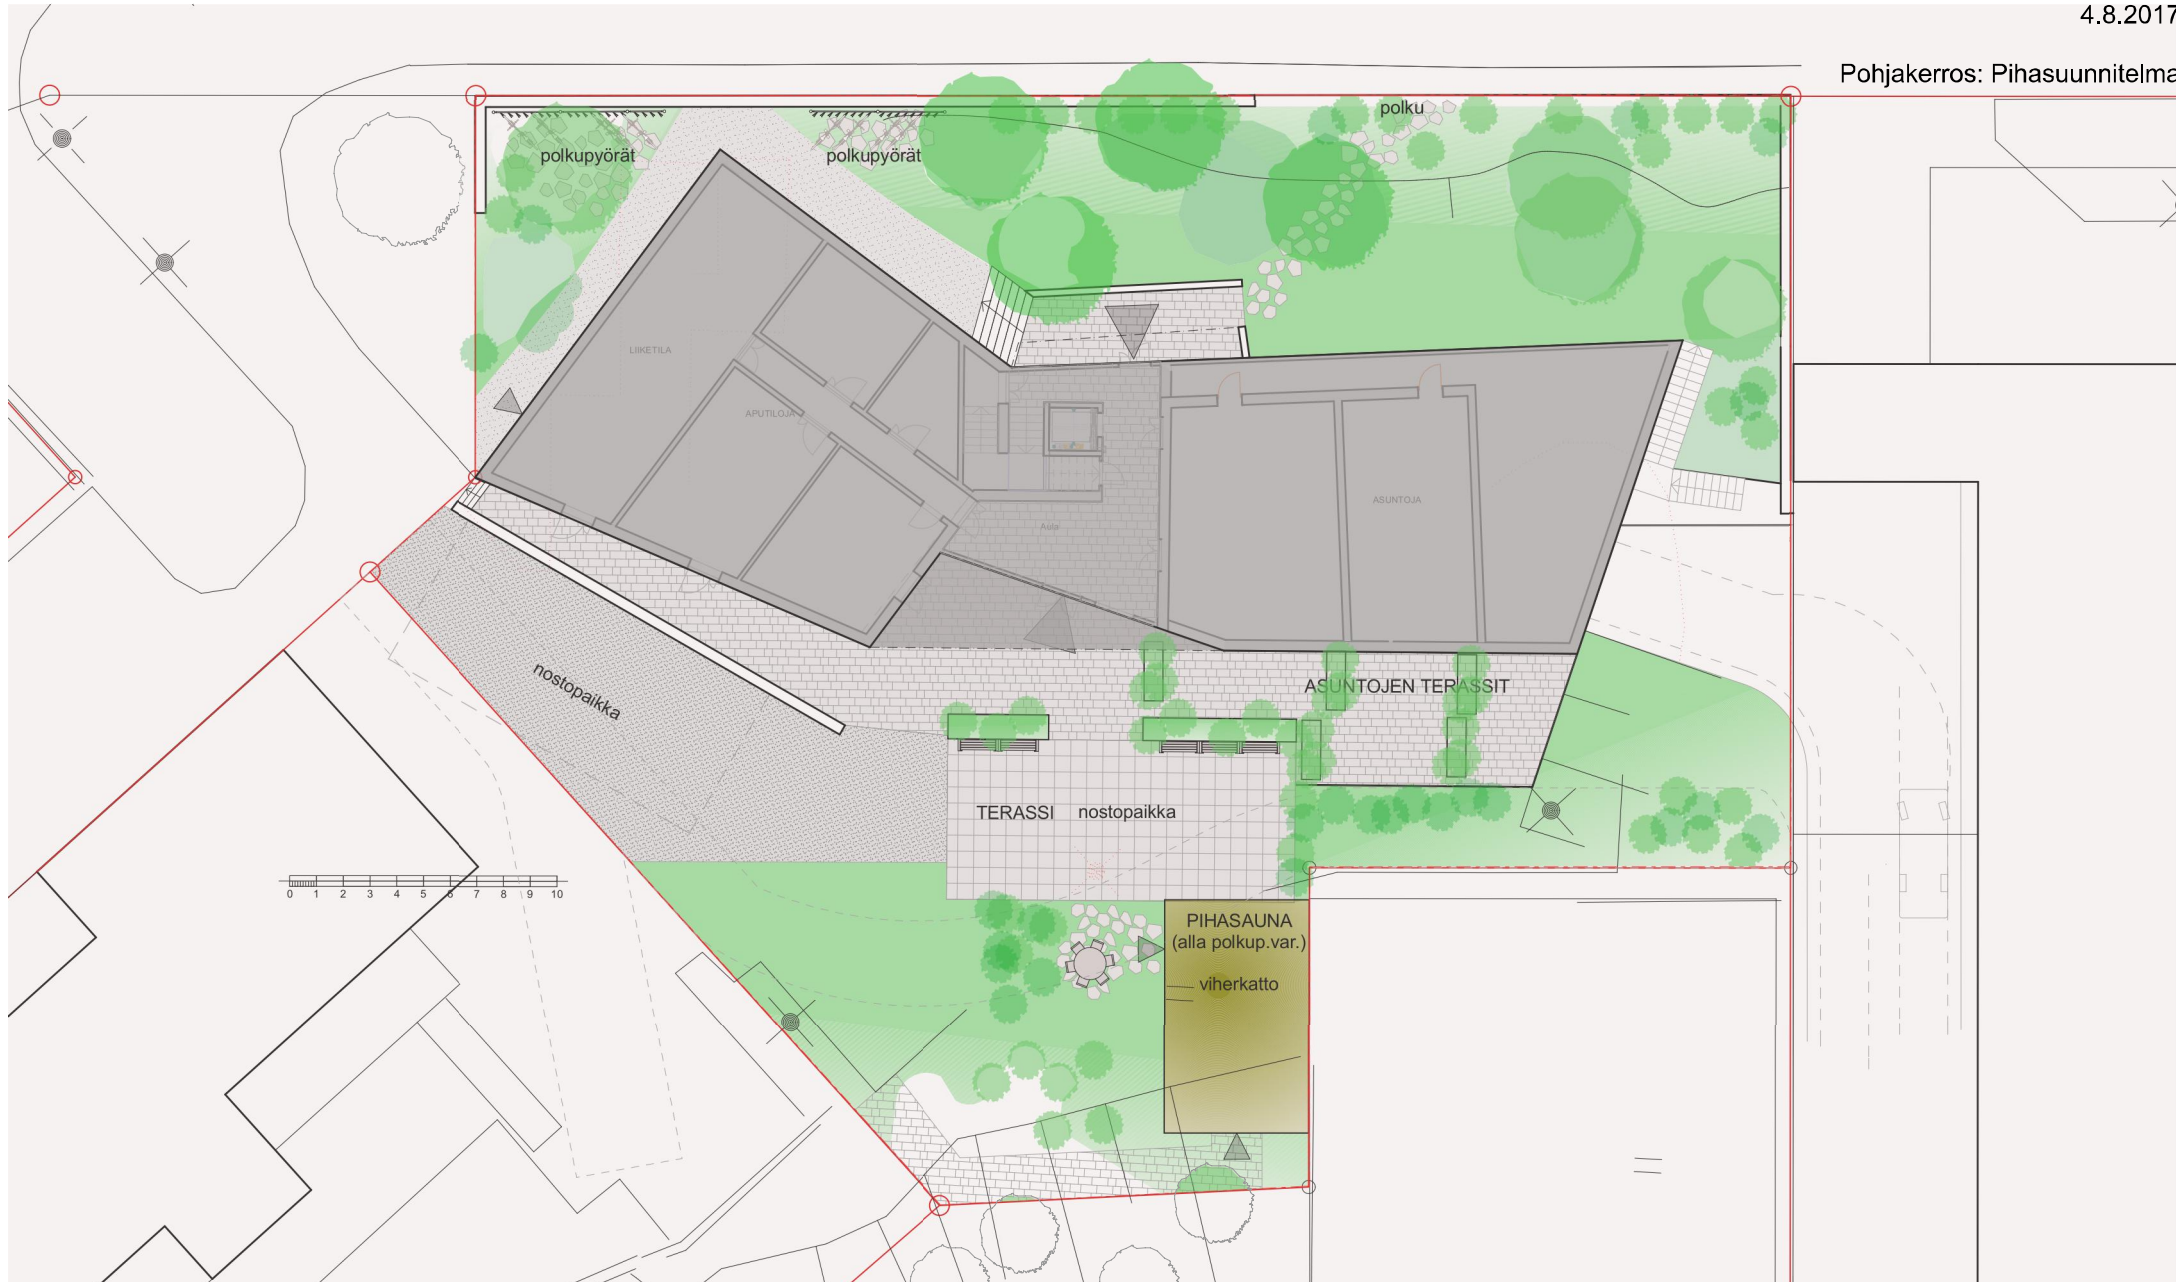 4.8.2017
Pohjakerros: Pihasuunnitelma
polku
polkupyörät
polkupyörät
LIIKETILA
APUTILOJA
ASUNTOJA
Aula
nostopaikka
ASUNTOJEN TERASSIT
TERASSI nostopaikka
0 1 2 3 4 5 6 7 8 9 10
PIHASAUNA
(alla polkup.var.)
viherkatto